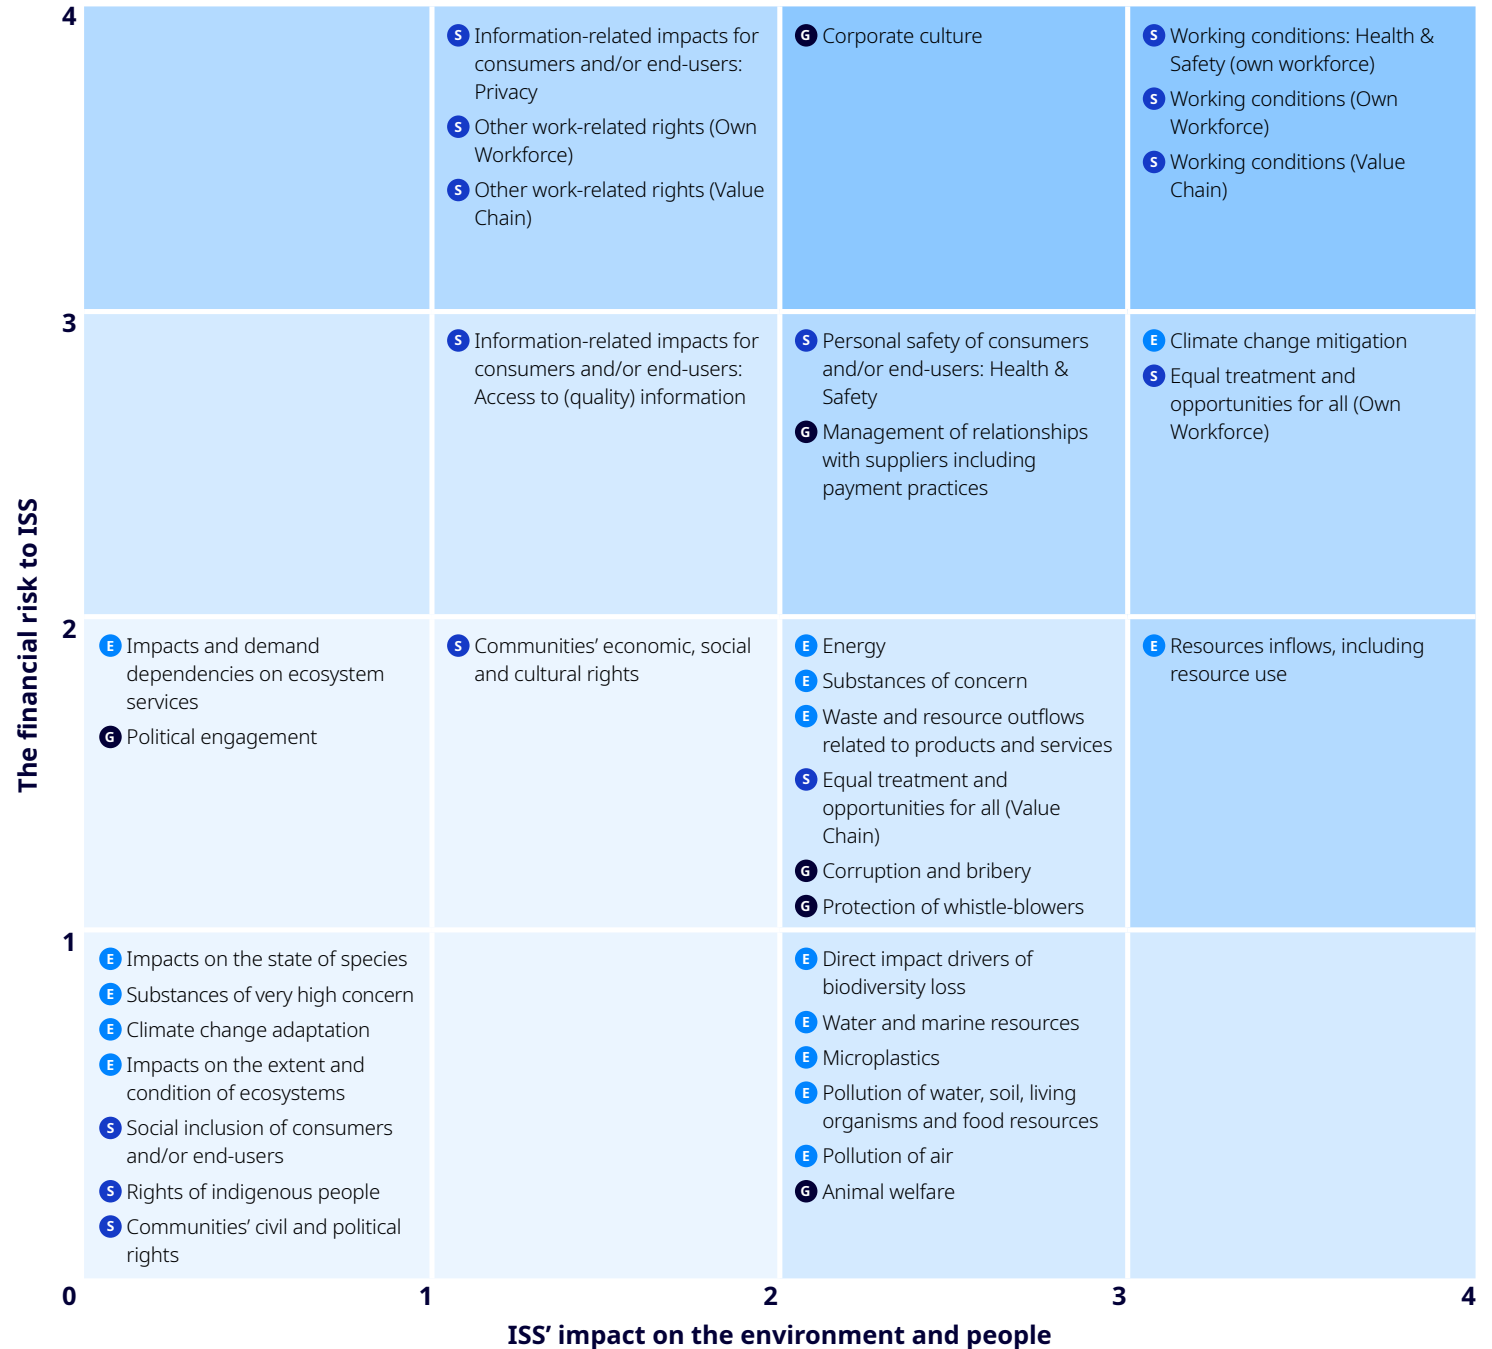 4
S Information-related impacts for
consumers and/or end-users:
Privacy
S Other work-related rights (Own
Workforce)
S Other work-related rights (Value
Chain)
G Corporate culture
S Working conditions: Health &
Safety (own workforce)
S Working conditions (Own
Workforce)
S Working conditions (Value
Chain)
3
S Information-related impacts for
consumers and/or end-users:
Access to (quality) information
S Personal safety of consumers
and/or end-users: Health &
Safety
G Management of relationships
with suppliers including
payment practices
E Climate change mitigation
S Equal treatment and
opportunities for all (Own
Workforce)
The financial risk to ISS
2
E Impacts and demand
dependencies on ecosystem
services
G Political engagement
S Communities’ economic, social
and cultural rights
E Energy
E Substances of concern
E Waste and resource outflows
related to products and services
S Equal treatment and
opportunities for all (Value
Chain)
G Corruption and bribery
G Protection of whistle-blowers
E Resources inflows, including
resource use
1
E Impacts on the state of species
E Substances of very high concern
E Climate change adaptation
E Impacts on the extent and
condition of ecosystems
S Social inclusion of consumers
and/or end-users
S Rights of indigenous people
S Communities’ civil and political
rights
E Direct impact drivers of
biodiversity loss
E Water and marine resources
E Microplastics
E Pollution of water, soil, living
organisms and food resources
E Pollution of air
G Animal welfare
0 1 2 3 4
ISS’ impact on the environment and people